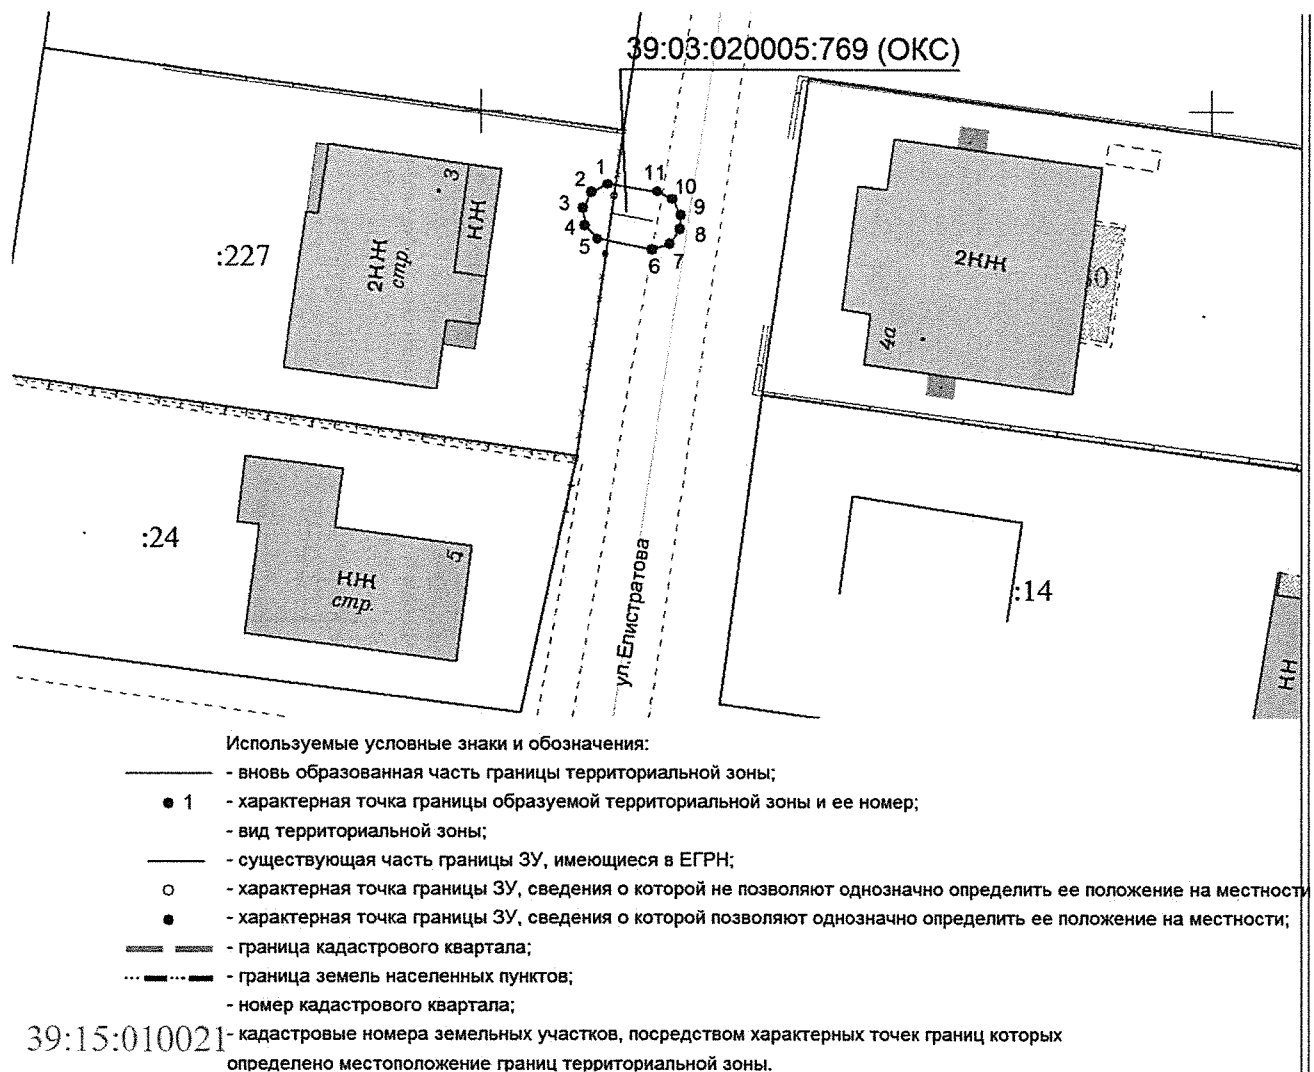 39:03:020005:769 (ОКС)
1
2
3
4
5
6
7
8
9
10
11
3
НЖ
2НЖ
стр.
:227
2НЖ
4а
:24
5
НЖ
стр.
ул.Епистратова
:14
НН
Используемые условные знаки и обозначения:
- вновь образованная часть границы территориальной зоны;
1 - характерная точка границы образуемой территориальной зоны и ее номер;
- вид территориальной зоны;
- существующая часть границы ЗУ, имеющиеся в ЕГРН;
- характерная точка границы ЗУ, сведения о которой не позволяют однозначно определить ее положение на местности
- характерная точка границы ЗУ, сведения о которой позволяют однозначно определить ее положение на местности;
- граница кадастрового квартала;
- граница земель населенных пунктов;
- номер кадастрового квартала;
39:15:010021 - кадастровые номера земельных участков, посредством характерных точек границ которых
определено местоположение границ территориальной зоны.